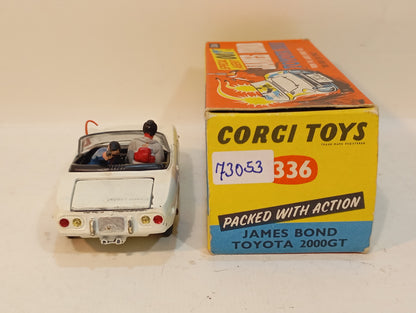 CORGI TOYS
73053
336
PACKED WITH ACTION
JAMES BOND
TOYOTA 2000GT